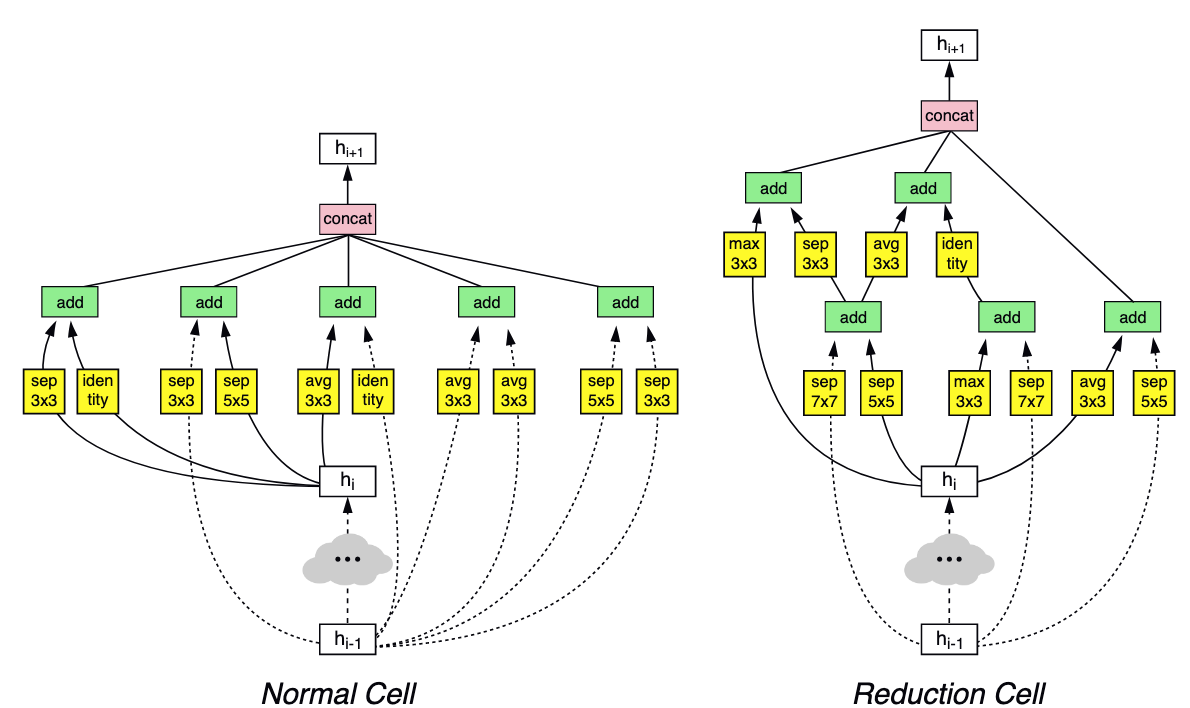 h_{i+1}
concat
add
add
add
add
add
sep
3x3
iden
tity
sep
3x3
sep
5x5
avg
3x3
iden
tity
avg
3x3
avg
3x3
sep
5x5
sep
3x3
h_i
...
h_{i-1}
Normal Cell
h_{i+1}
concat
add
add
max
3x3
sep
3x3
avg
3x3
iden
tity
add
add
add
sep
7x7
sep
5x5
max
3x3
sep
7x7
avg
3x3
sep
5x5
h_i
...
h_{i-1}
Reduction Cell